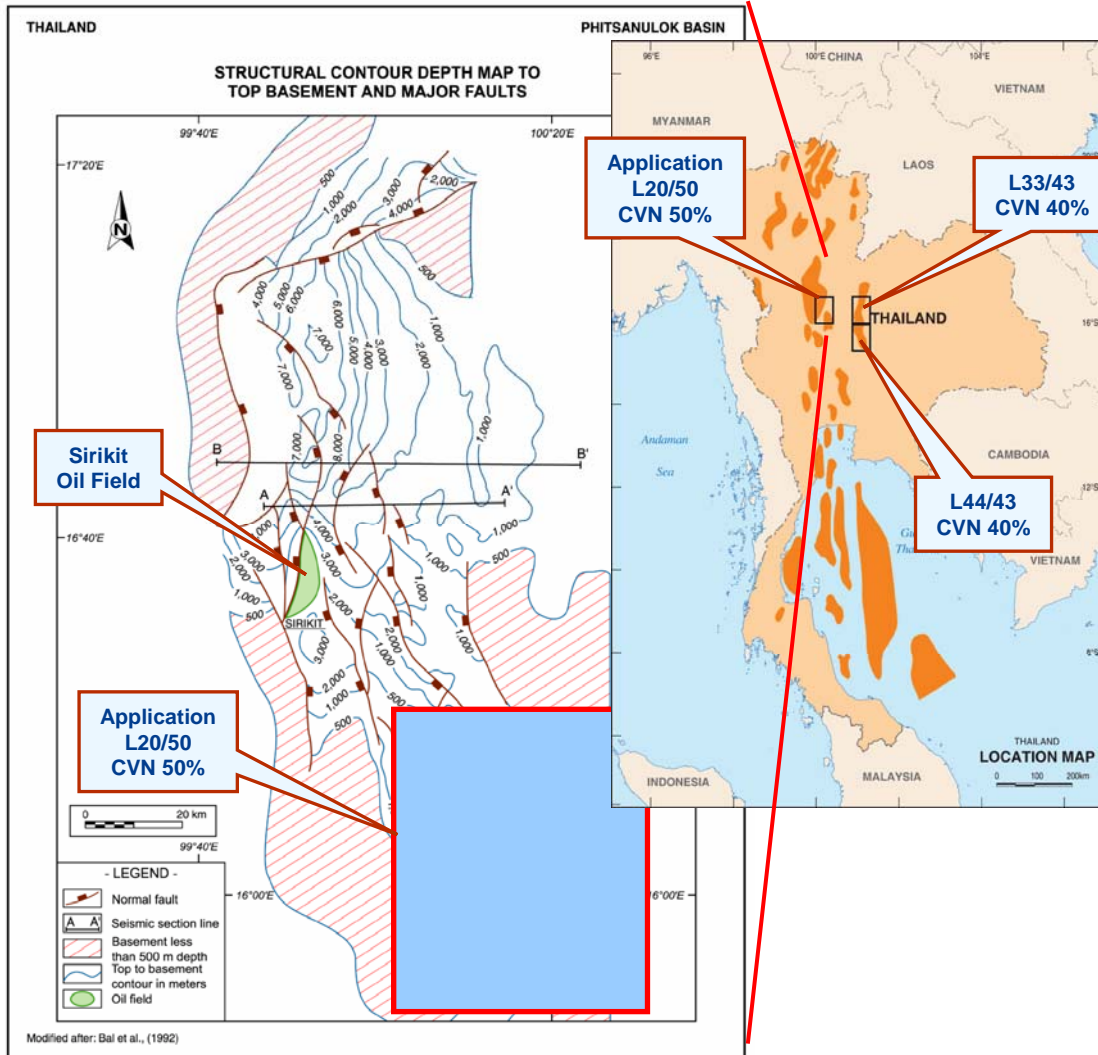 THAILAND
PHITSANULOK BASIN
STRUCTURAL CONTOUR DEPTH MAP TO
TOP BASEMENT AND MAJOR FAULTS
99°40'E
100°20'E
17°20'E
N
500
1,000
2,000
3,000
4,000
2,000
500
4,000
5,000
6,000
7,000
7,000
6,000
5,000
4,000
3,000
2,000
1,000
1,000
B
B'
7,000
8,000
A
A'
16°40'E
1,000
3,000
2,000
1,000
500
4,000
3,000
2,000
1,000
1,000
1,000
500
SIRIKIT
3,000
2,000
1,000
500
2,000
1,000
1,000
500
Sirikit
Oil Field
Application
L20/50
CVN 50%
0 20 km
99°40'E
16°00'E
16°00'E
- LEGEND -
Normal fault
A A' Seismic section line
Basement less
than 500 m depth
Top to basement
contour in meters
Oil field
Modified after: Bal et al., (1992)
96°E
100°E
104°E
CHINA
VIETNAM
MYANMAR
LAOS
Application
L20/50
CVN 50%
L33/43
CVN 40%
THAILAND
16°S
Andaman
Sea
CAMBODIA
12°S
L44/43
CVN 40%
VIETNAM
6°S
THAILAND
LOCATION MAP
0 100 200km
INDONESIA
MALAYSIA